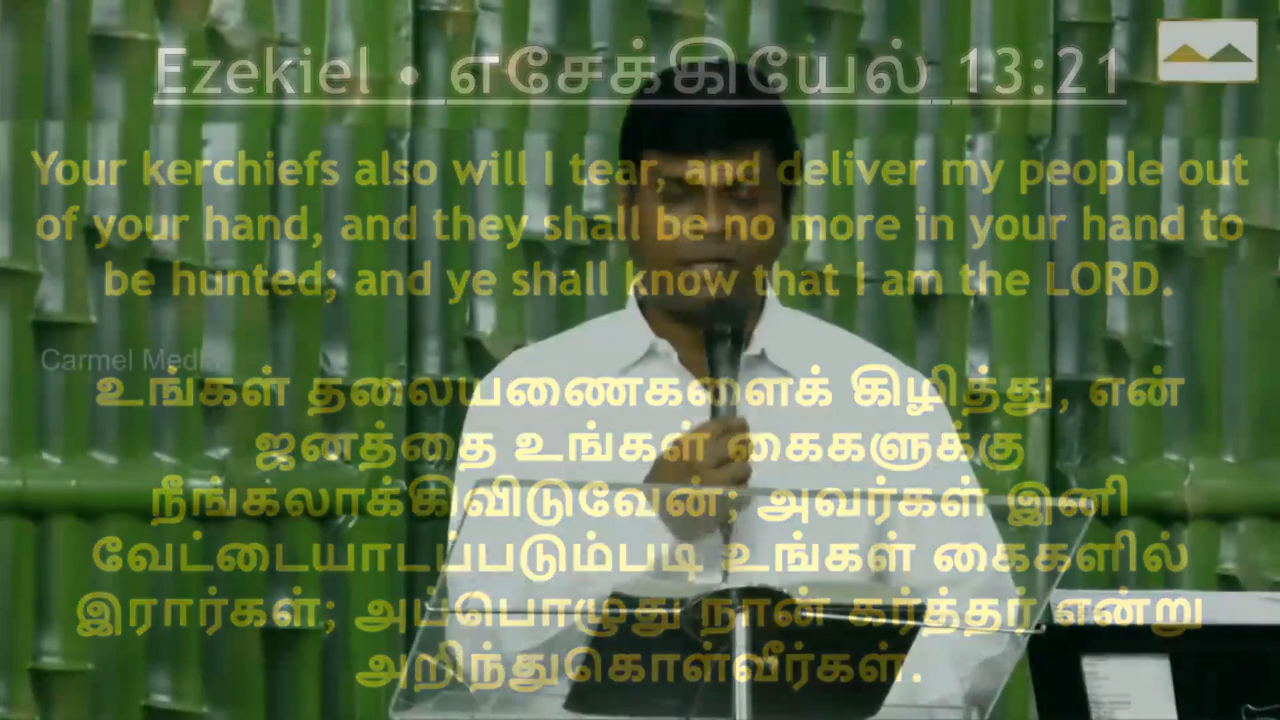 Ezekiel • எசேக்கியேல் 13:21
Your kerchiefs also will I tear, and deliver my people out
of your hand, and they shall be no more in your hand to
be hunted; and ye shall know that I am the LORD.
Carmel Media
உங்கள் தலையணைகளைக் கிழித்து, என்
ஜனத்தை உங்கள் கைகளுக்கு
நீங்கலாக்கிவிடுவேன்; அவர்கள் இனி
வேட்டையாடப்படும்படி உங்கள் கைகளில்
இரார்கள்; அப்பொழுது நான் கர்த்தர் என்று
அறிந்துகொள்வீர்கள்.